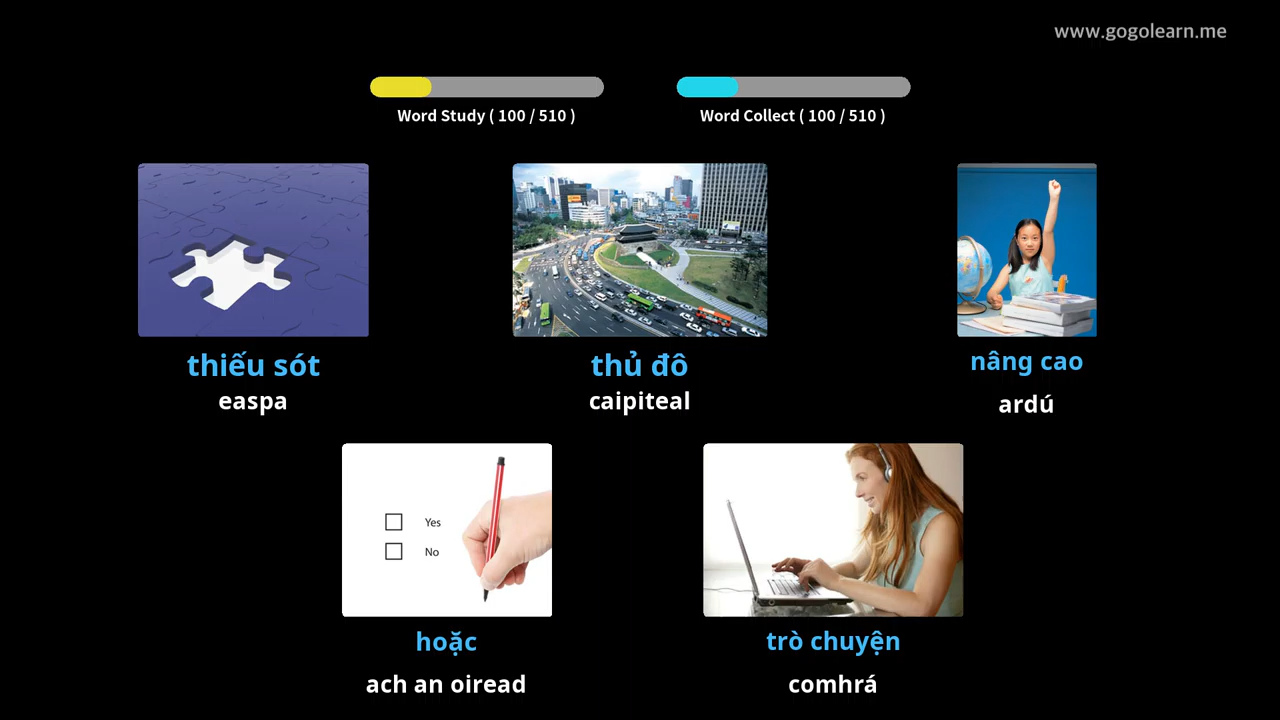 www.gogolearn.me
Word Study ( 100 / 510 )
Word Collect ( 100 / 510 )
thiếu sót
easpa
thủ đô
caipiteal
nâng cao
ardú
Yes
No
hoặc
ach an oiread
trò chuyện
comhrá